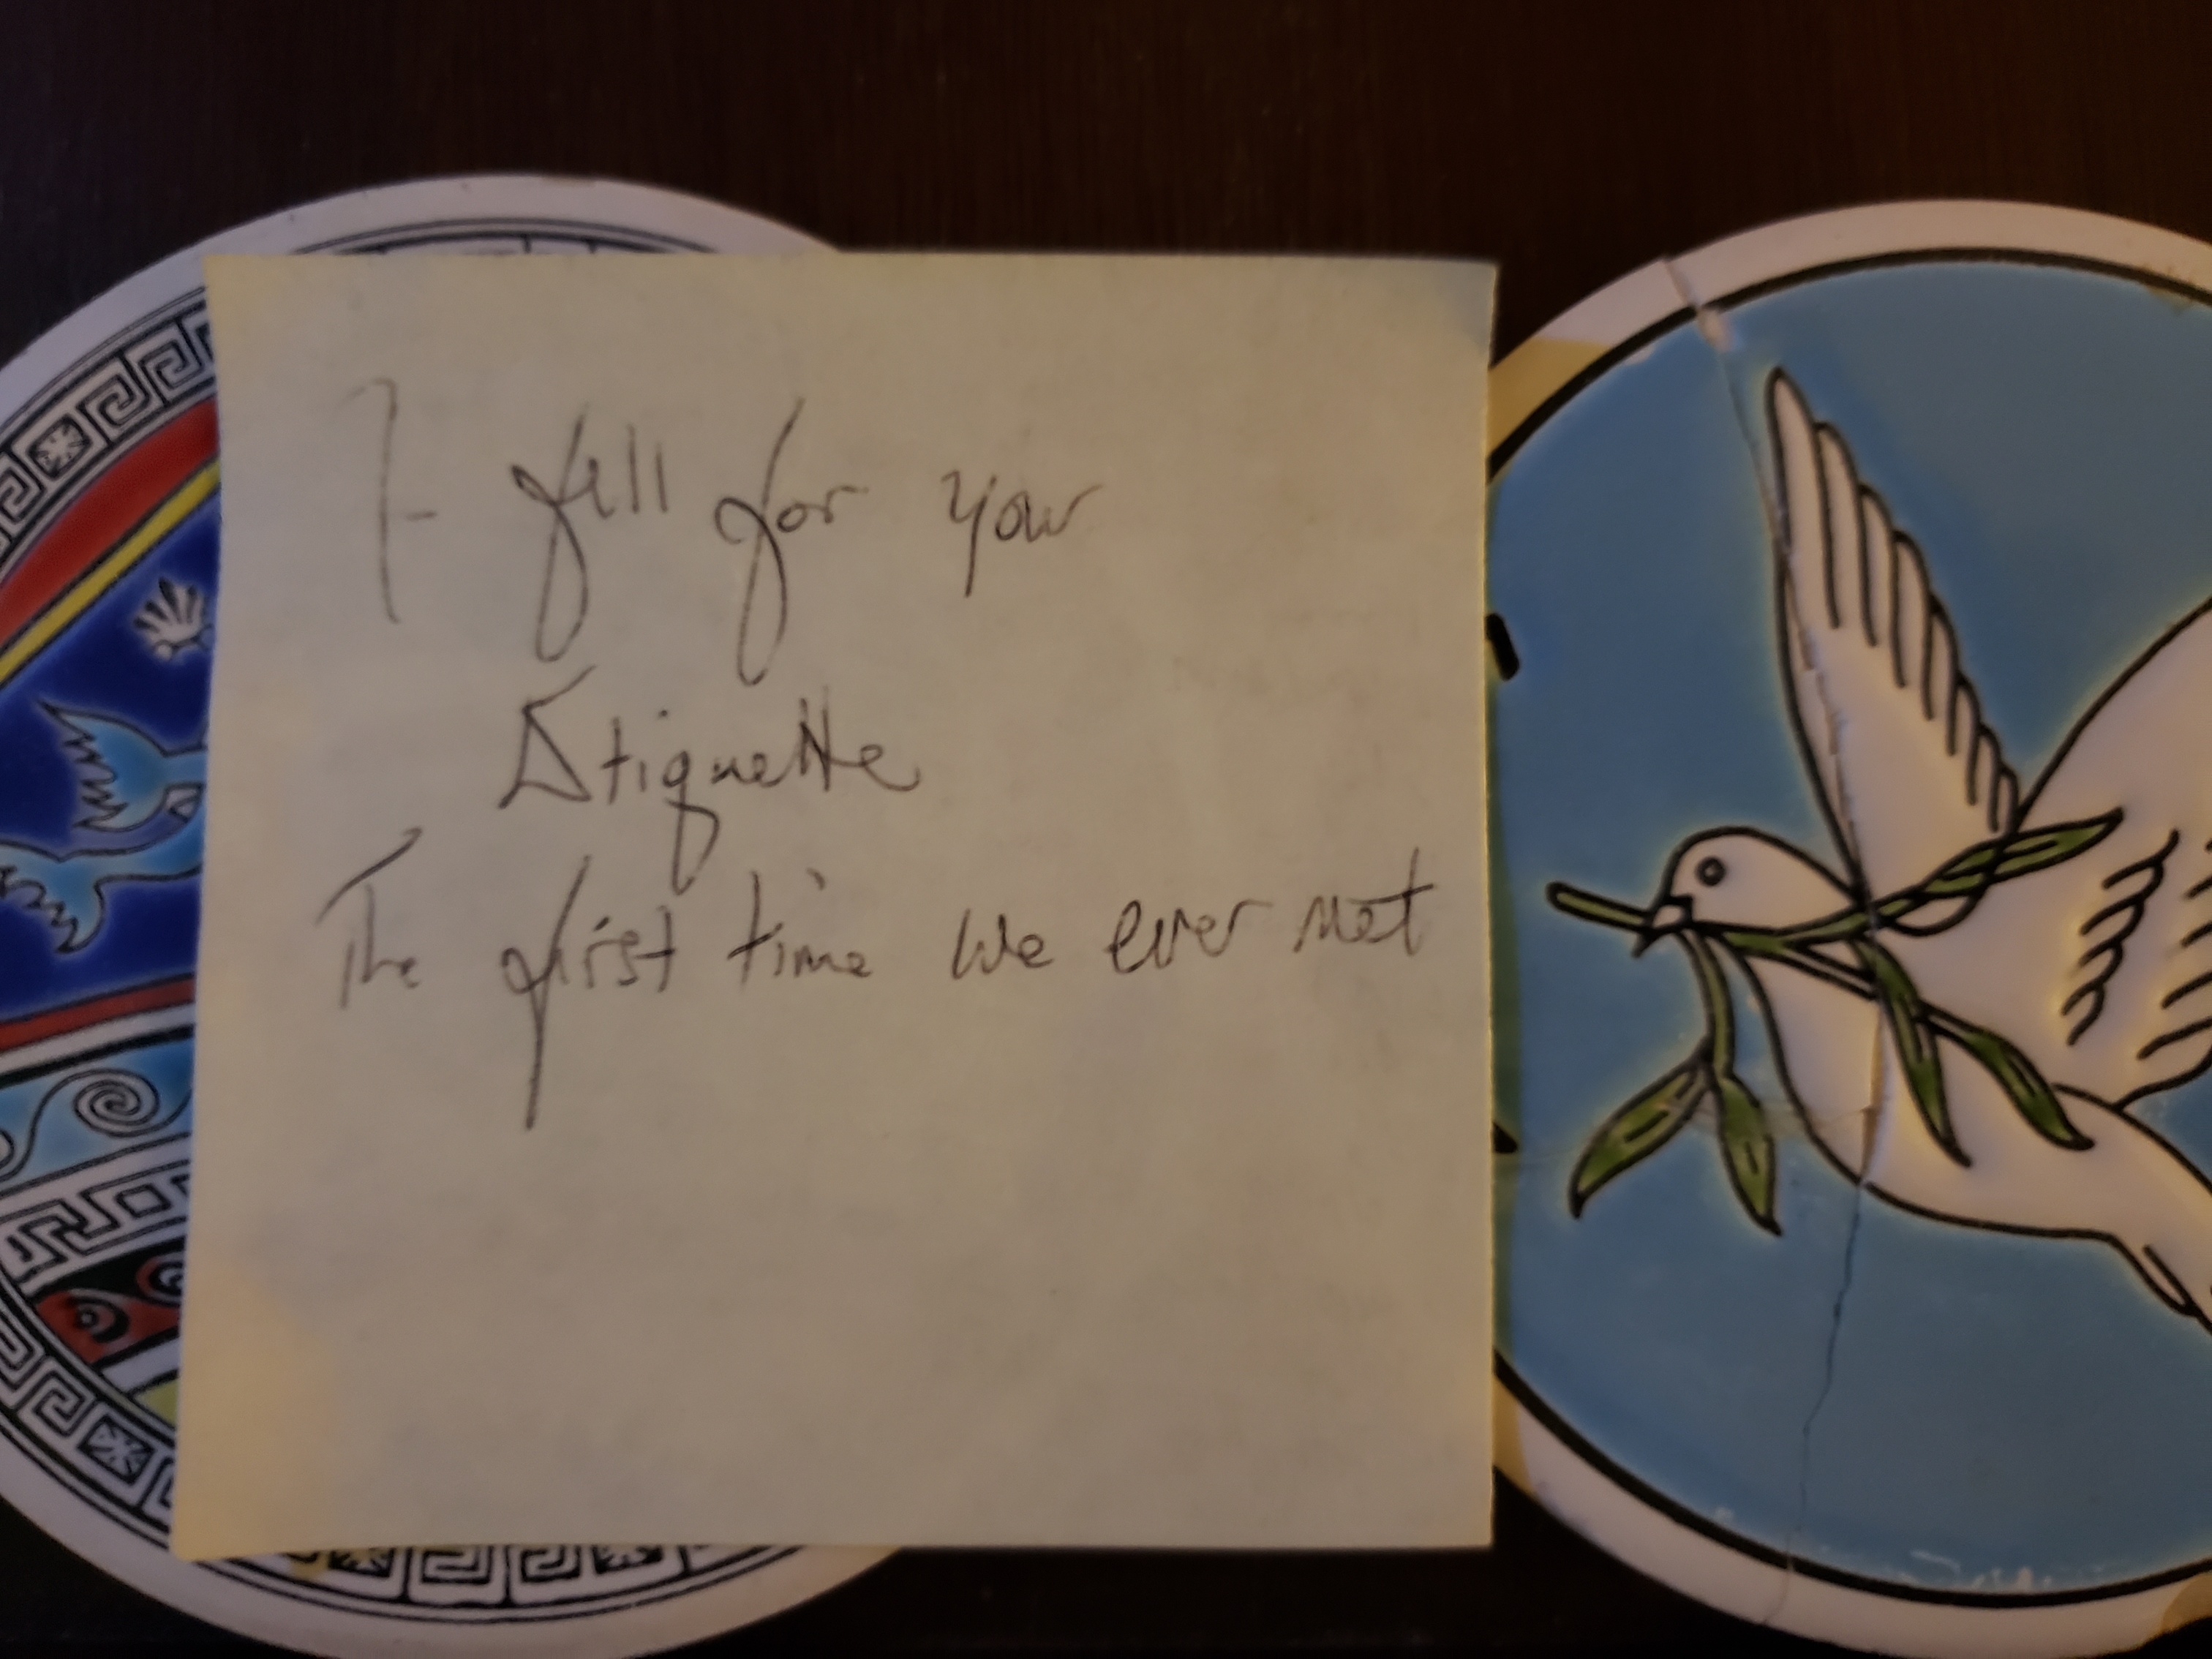 I fell for your
Etiquette
The first time we ever met